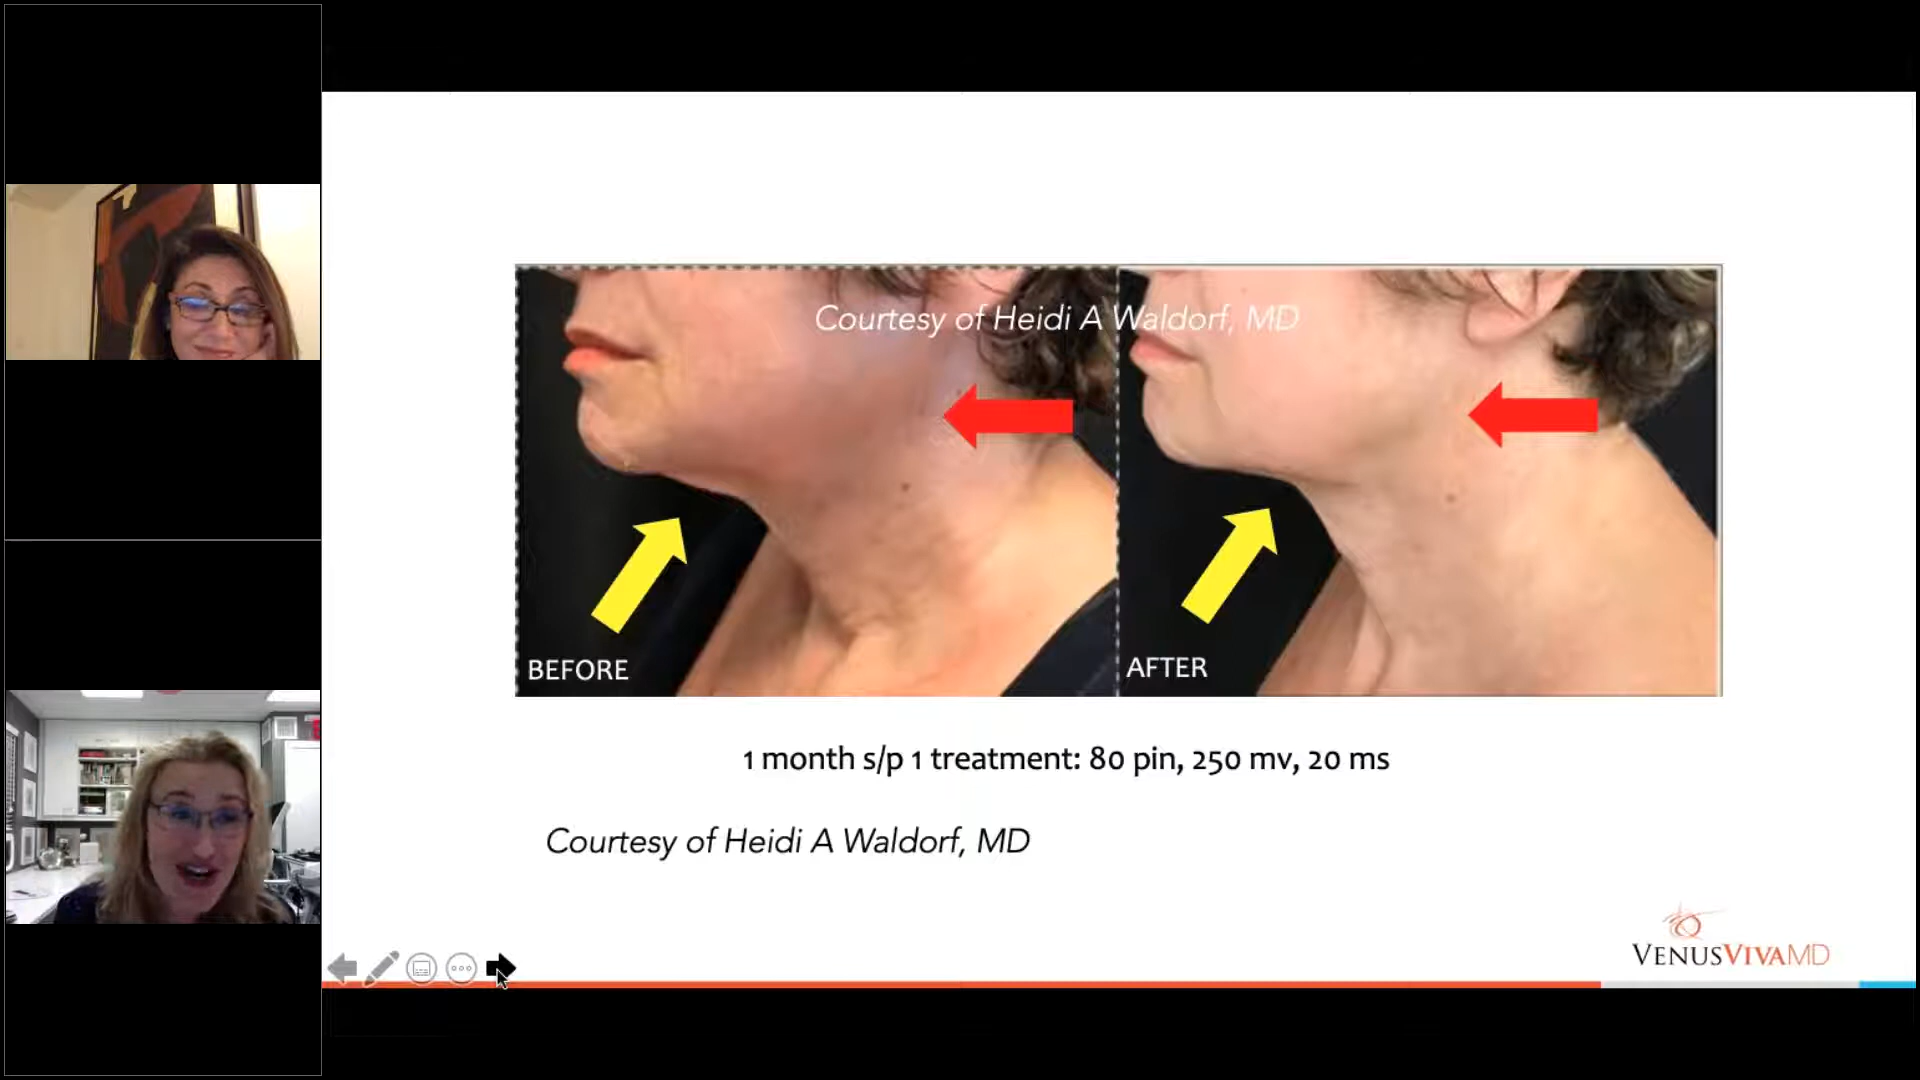 Courtesy of Heidi A Waldorf, MD
BEFORE
AFTER
1 month s/p 1 treatment: 80 pin, 250 mv, 20 ms
Courtesy of Heidi A Waldorf, MD
VENUSVIVAMD